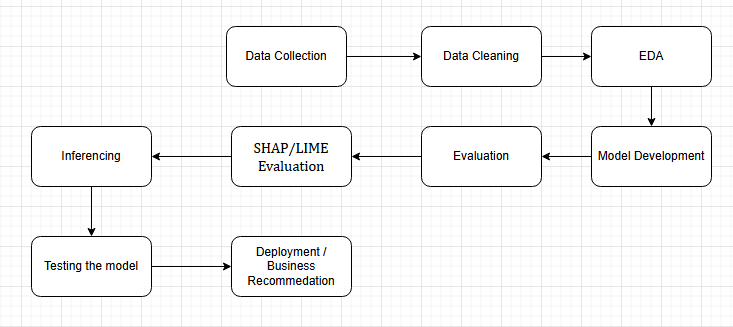 Data Collection
Data Cleaning
EDA
Model Development
Evaluation
SHAP/LIME
Evaluation
Inferencing
Testing the model
Deployment /
Business
Recommedation